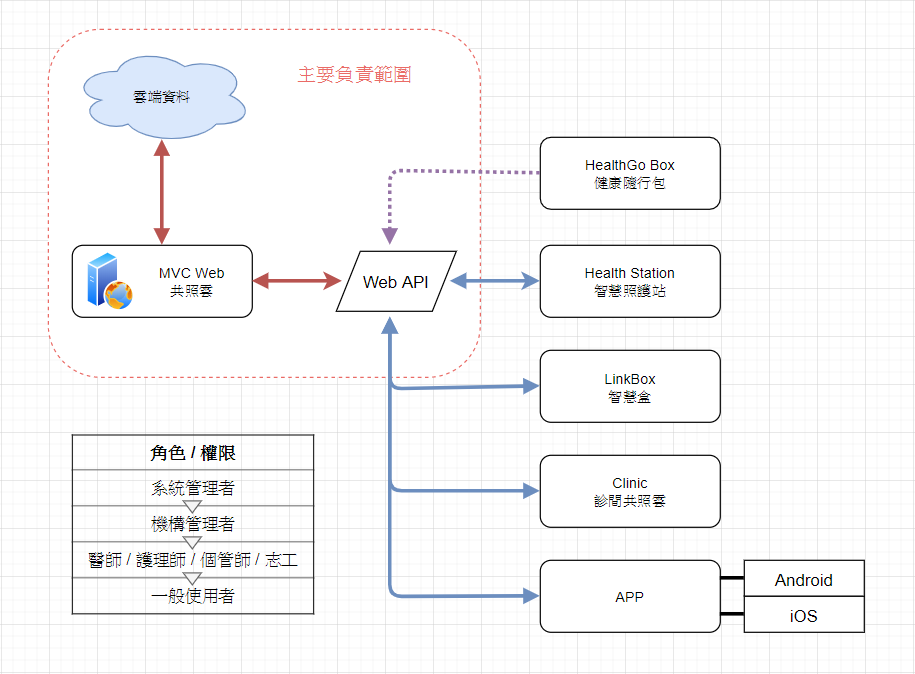 主要負責範圍
雲端資料
HealthGo Box
健康隨行包
MVC Web
共照雲
Web API
Health Station
智慧照護站
LinkBox
智慧盒
角色 / 權限
系統管理者
機構管理者
醫師 / 護理師 / 個管師 / 志工
一般使用者
Clinic
診間共照雲
APP
Android
iOS